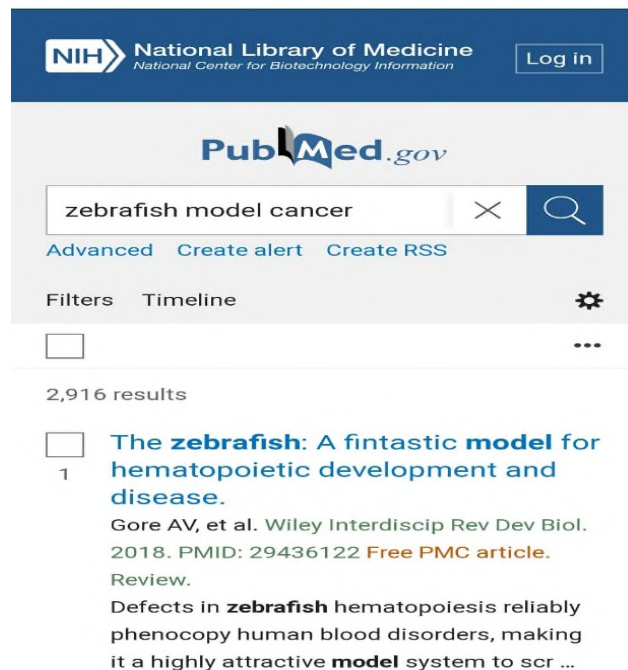 NIH National Library of Medicine
National Center for Biotechnology Information
Log in
PubMed.gov
zebrafish model cancer
Advanced Create alert Create RSS
Filters Timeline
2,916 results
1
The zebrafish: A fintastic model for
hematopoietic development and
disease.
Gore AV, et al. Wiley Interdiscip Rev Dev Biol.
2018. PMID: 29436122 Free PMC article.
Review.
Defects in zebrafish hematopoiesis reliably
phenocopy human blood disorders, making
it a highly attractive model system to scr ...